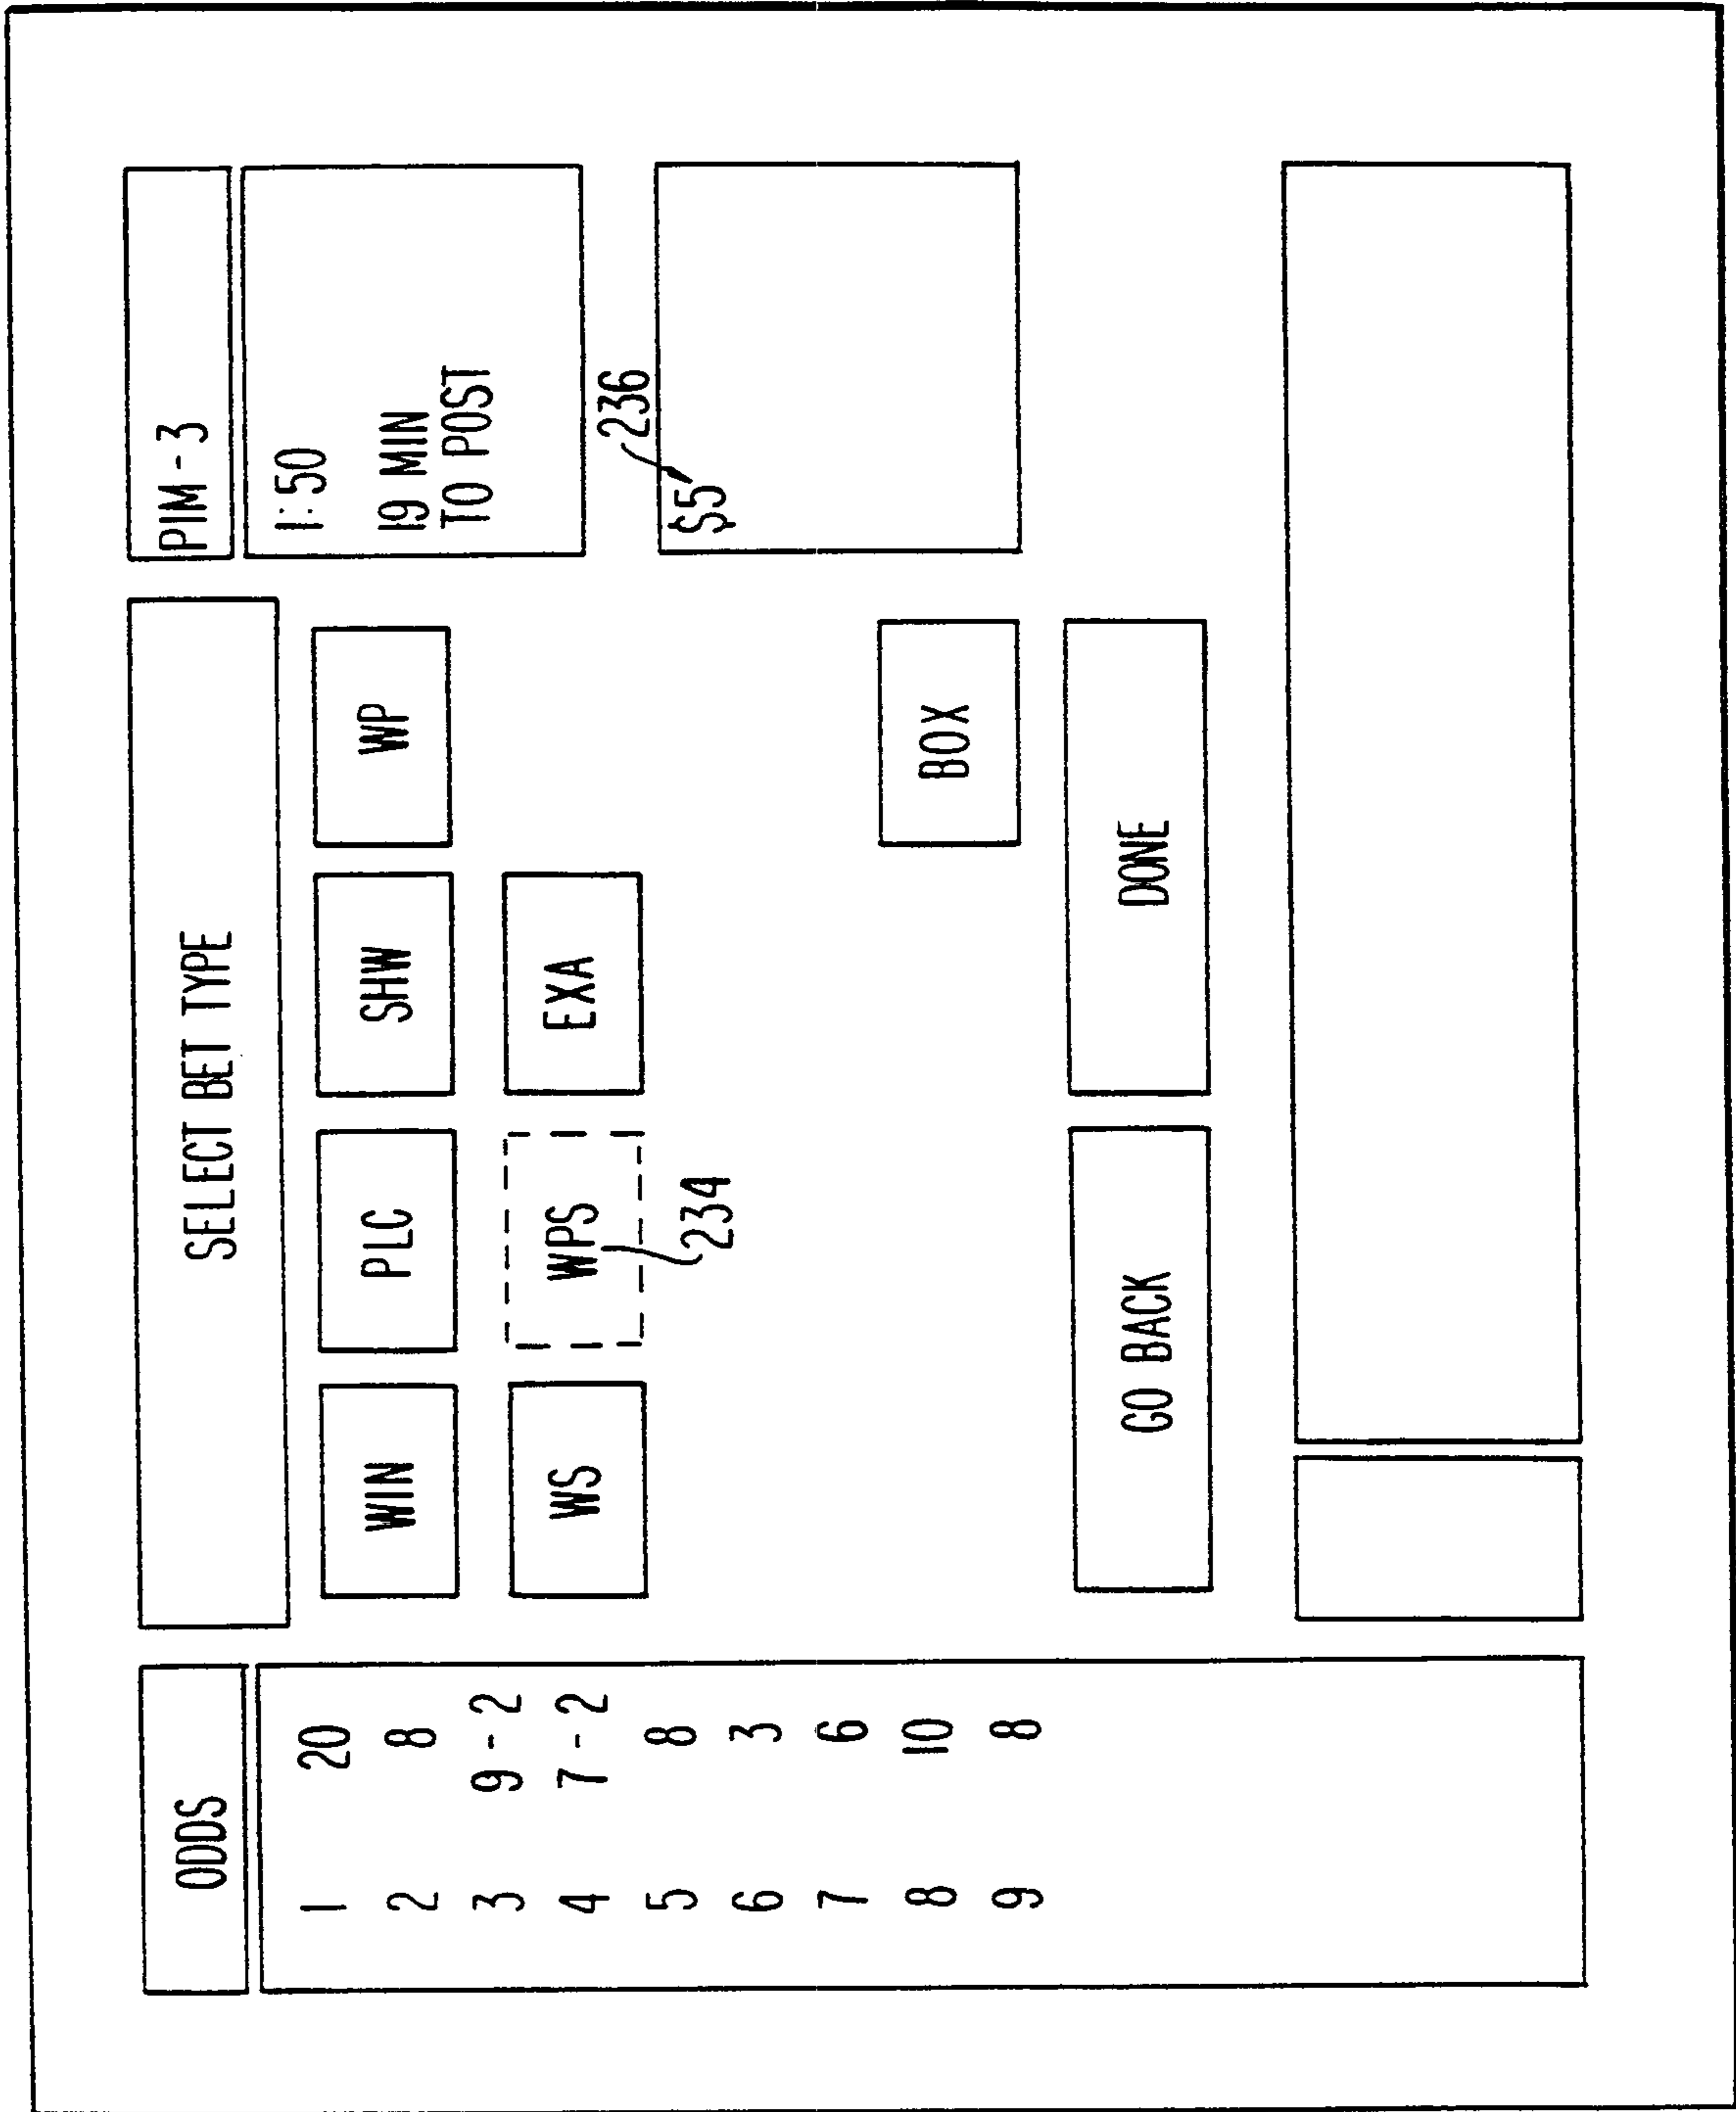 ODDS
1 20
2 8
3 9 - 2
4 7 - 2
5 8
6 3
7 6
8 10
9 8
SELECT BET TYPE
WIN PLC SHW WP
WS WPS EXA
234
BOX
GO BACK DONE
PIM - 3
1:50
19 MIN
TO POST
236
$5